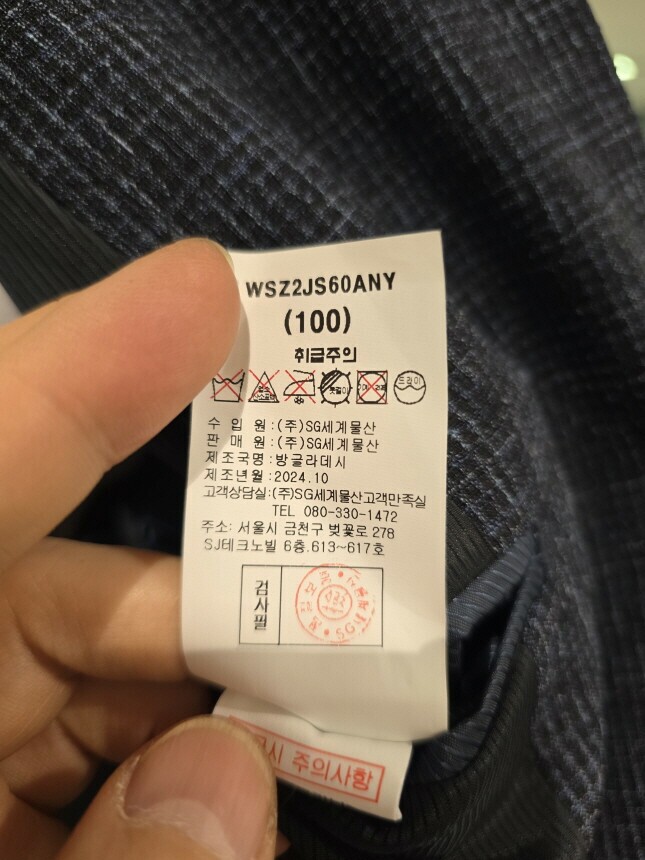 WSZ2JS60ANY
(100)
취급주의
드라이
수 입 원:(주)SG세계물산
판 매 원:(주)SG세계물산
제조국명:방글라데시
제조년월:2024.10
고객상담실:(주)SG세계물산고객만족실
TEL 080-330-1472
주소: 서울시 금천구 벚꽃로 278
SJ테크노빌 6층.613~617호
검사필
주의사항